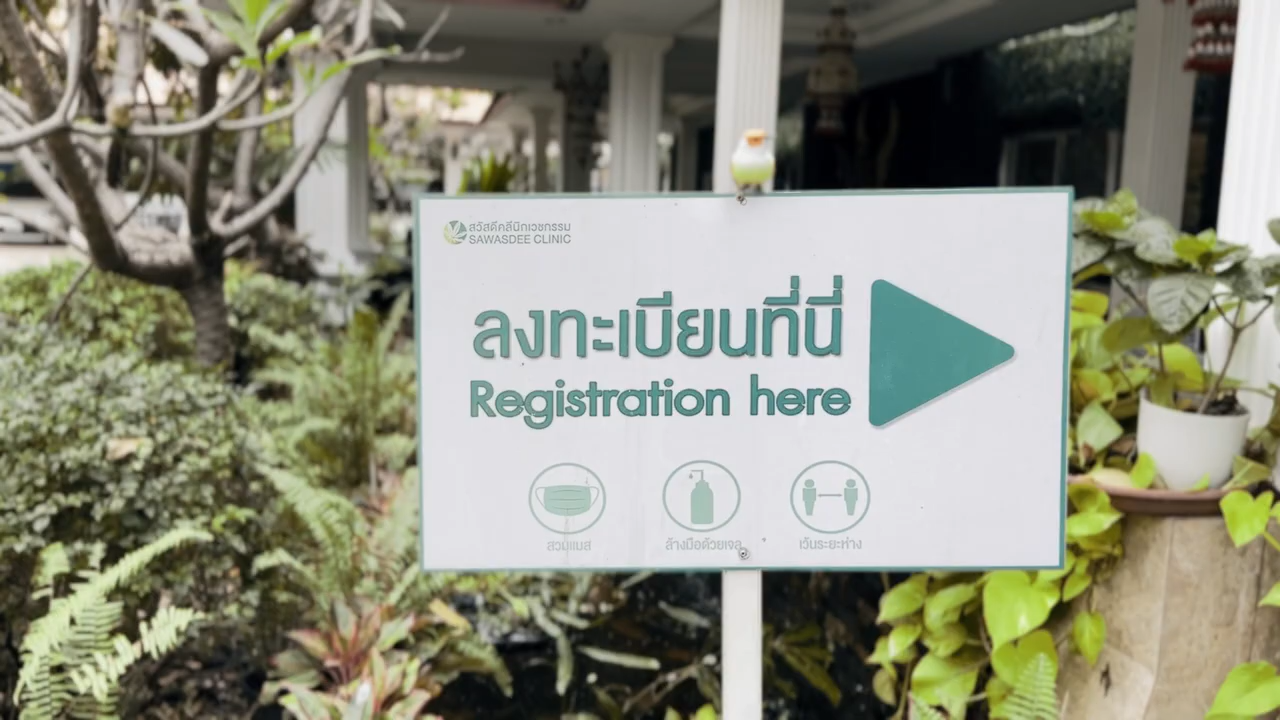 สวัสดีคลินิกเวชกรรม
SAWASDEE CLINIC
ลงทะเบียนที่นี่
Registration here
สวมแมส
ล้างมือด้วยเจล
เว้นระยะห่าง